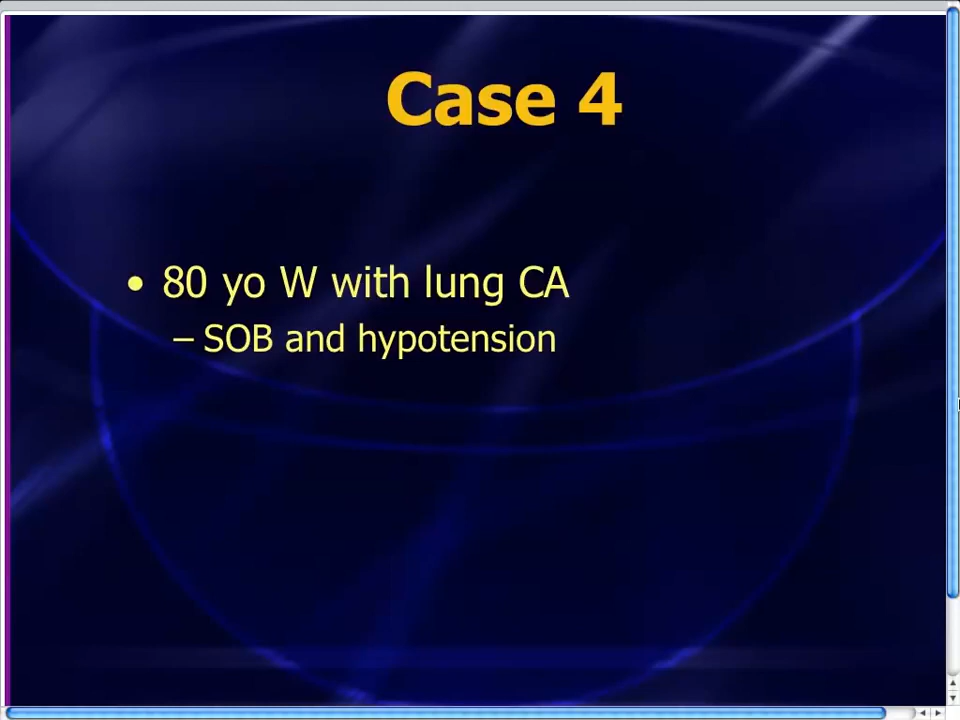 Case 4
• 80 yo W with lung CA
– SOB and hypotension